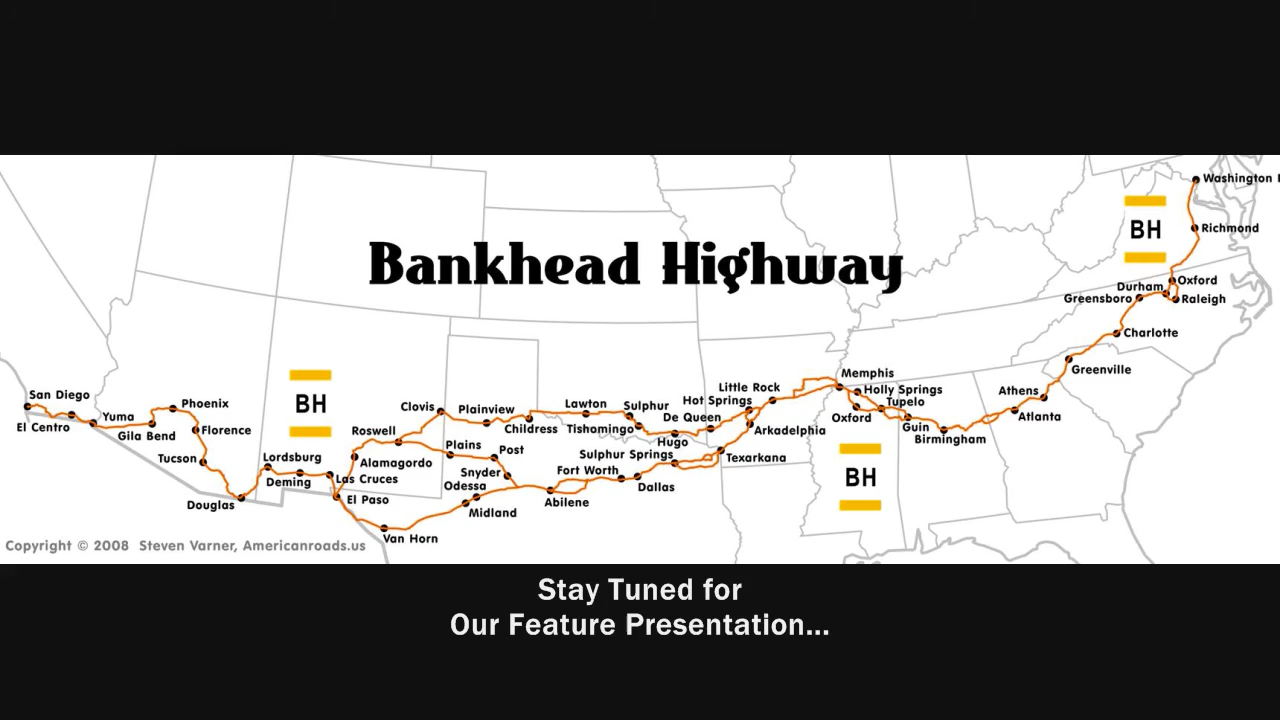 Washington
BH
Richmond
Bankhead Highway
Oxford
Durham
Greensboro
Raleigh
Charlotte
Greenville
Memphis
Little Rock
Holly Springs
Athens
San Diego
Phoenix
BH
Clovis
Plainview
Lawton
Sulphur
Hot Springs
Tupelo
El Centro
Yuma
De Queen
Oxford
Atlanta
Gila Bend
Florence
Roswell
Childress
Tishomingo
Arkadelphia
Guin
Birmingham
Plains
Post
Hugo
Tucson
Lordsburg
Alamagordo
Sulphur Springs
Texarkana
Deming
Las Cruces
Snyder
Fort Worth
BH
Odessa
Dallas
Douglas
El Paso
Midland
Abilene
Van Horn
Copyright © 2008 Steven Varner, Americanroads.us
Stay Tuned for
Our Feature Presentation...